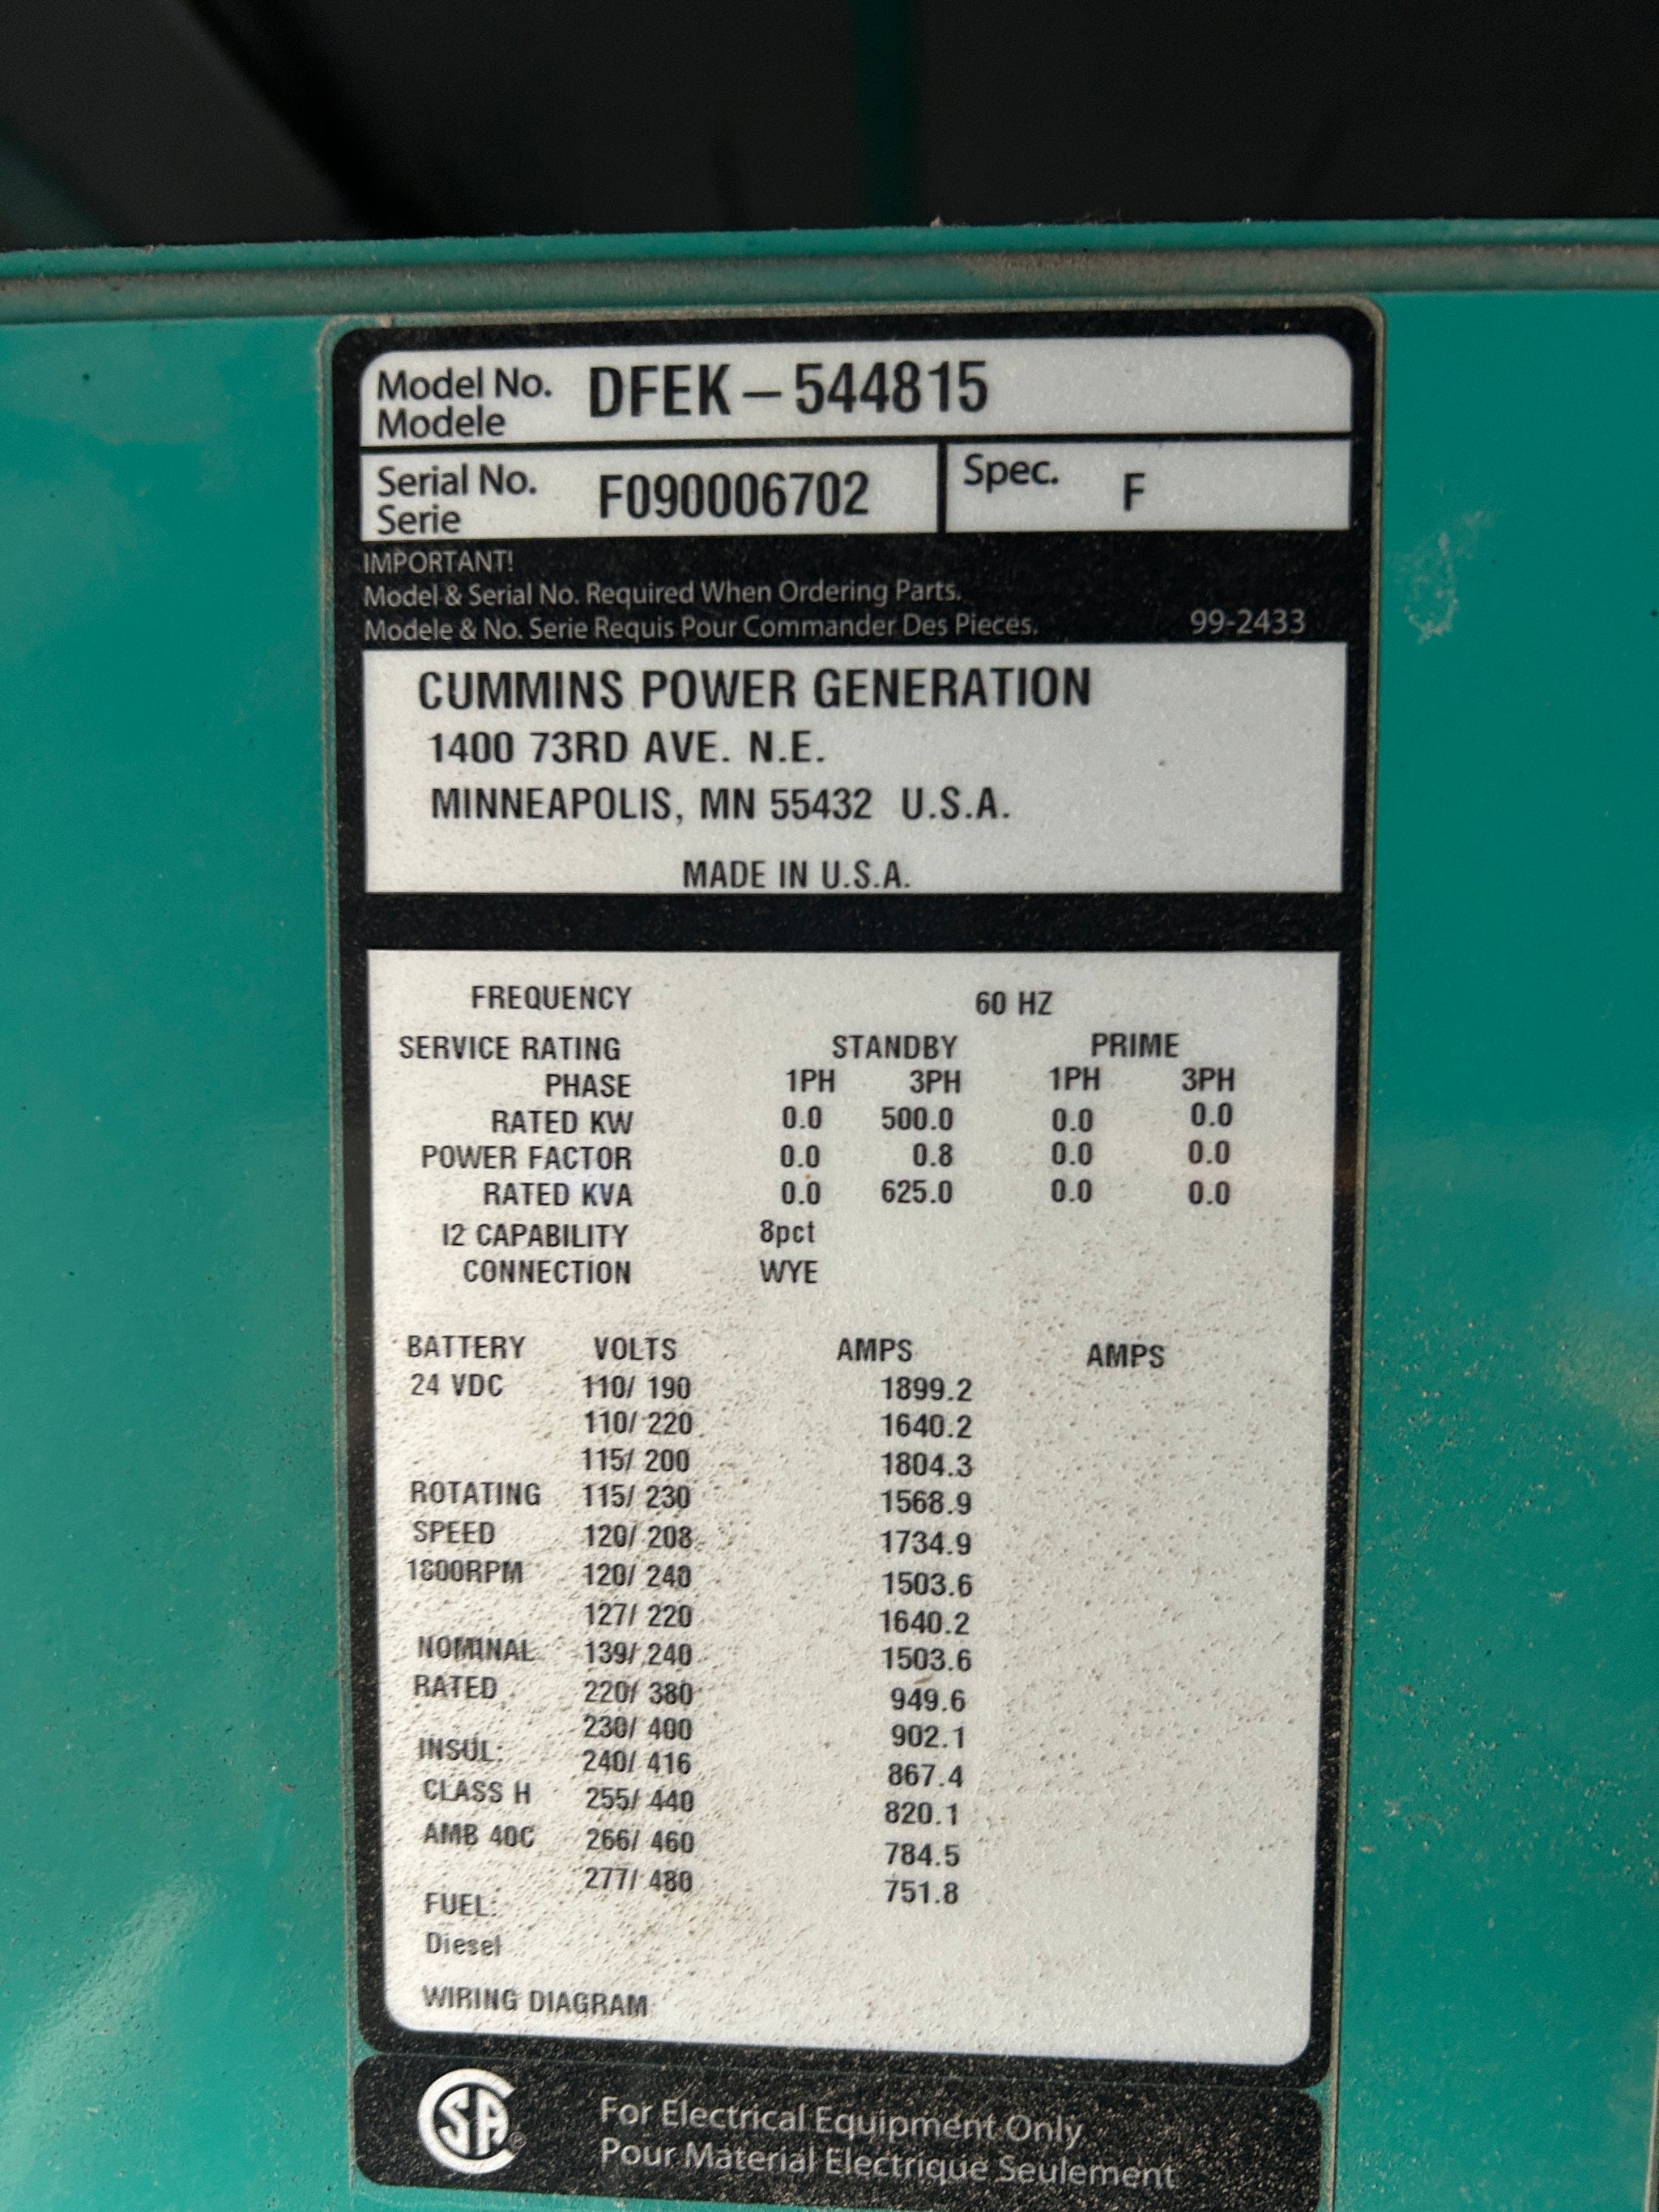 Model No. DFEK - 544815
Modele
Serial No. F090006702 Spec. F
Serie
IMPORTANT!
Model & Serial No. Required When Ordering Parts.
Modele & No. Serie Requis Pour Commander Des Pieces. 99-2433
CUMMINS POWER GENERATION
1400 73RD AVE. N.E.
MINNEAPOLIS, MN 55432 U.S.A.
MADE IN U.S.A.
FREQUENCY 60 HZ
SERVICE RATING STANDBY PRIME
PHASE 1PH 3PH 1PH 3PH
RATED KW 0.0 500.0 0.0 0.0
POWER FACTOR 0.0 0.8 0.0 0.0
RATED KVA 0.0 625.0 0.0 0.0
I2 CAPABILITY 8pct
CONNECTION WYE
BATTERY VOLTS AMPS AMPS
24 VDC 110/ 190 1899.2
110/ 220 1640.2
115/ 200 1804.3
ROTATING 115/ 230 1568.9
SPEED 120/ 208 1734.9
1800RPM 120/ 240 1503.6
127/ 220 1640.2
NOMINAL 139/ 240 1503.6
RATED 220/ 380 949.6
230/ 400 902.1
INSUL: 240/ 416 867.4
CLASS H 255/ 440 820.1
AMB 40C 266/ 460 784.5
277/ 480 751.8
FUEL:
Diesel
WIRING DIAGRAM
SA ®
For Electrical Equipment Only
Pour Material Electrique Seulement